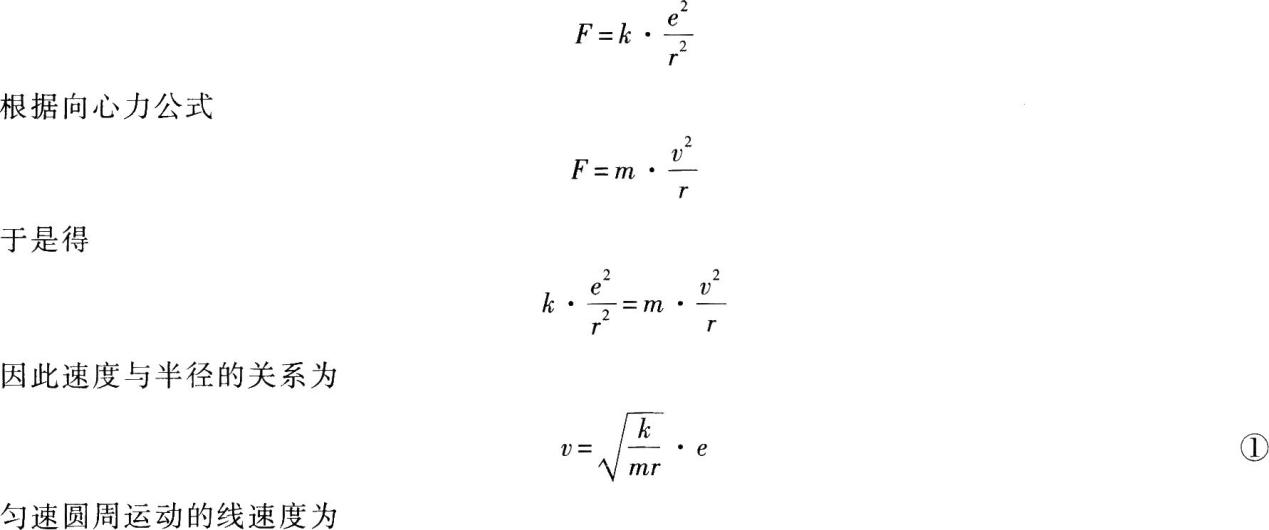 F=k·e²/r²
根据向心力公式
F=m·v²/r
于是得
k·e²/r²=m·v²/r
因此速度与半径的关系为
v=√(k/mr)·e ①
匀速圆周运动的线速度为